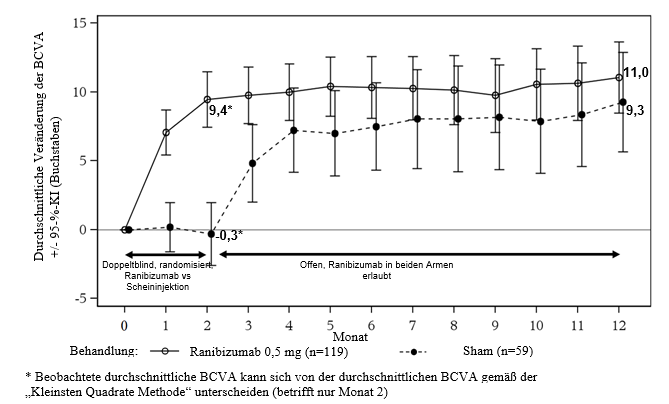 Durchschnittliche Veränderung der BCVA
+/- 95-%-KI (Buchstaben)
15
10
5
0
-5
9,4*
-0,3*
11,0
9,3
Doppeltblind, randomisiert,
Ranibizumab vs
Scheininjektion
Offen, Ranibizumab in beiden Armen
erlaubt
0 1 2 3 4 5 6 7 8 9 10 11 12
Monat
Behandlung: Ranibizumab 0,5 mg (n=119) Sham (n=59)
* Beobachtete durchschnittliche BCVA kann sich von der durchschnittlichen BCVA gemäß der
„Kleinsten Quadrate Methode“ unterscheiden (betrifft nur Monat 2)